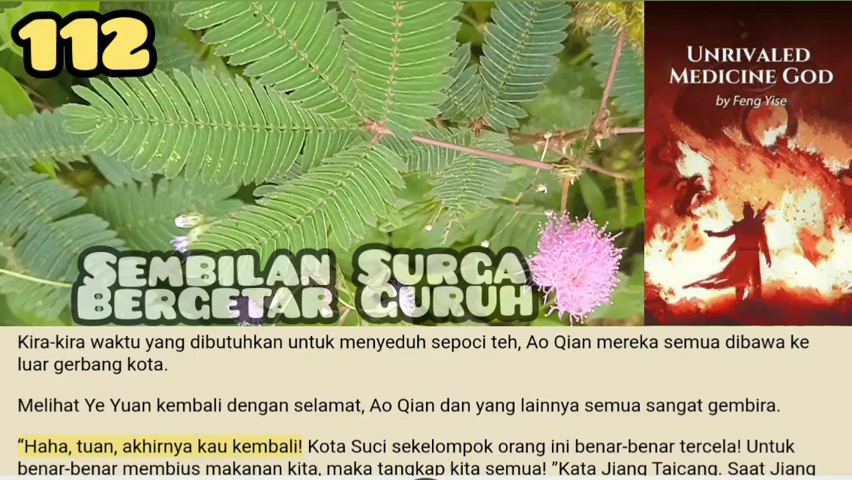 112
UNRIVALED
MEDICINE GOD
by Feng Yise
SEMBILAN SURGA
BERGETAR GURUH
Kira-kira waktu yang dibutuhkan untuk menyeduh sepoci teh, Ao Qian mereka semua dibawa ke
luar gerbang kota.
Melihat Ye Yuan kembali dengan selamat, Ao Qian dan yang lainnya semua sangat gembira.
“Haha, tuan, akhirnya kau kembali! Kota Suci sekelompok orang ini benar-benar tercela! Untuk
benar-benar membius makanan kita, maka tangkap kita semua! ”Kata Jiang Taicang. Saat Jiang